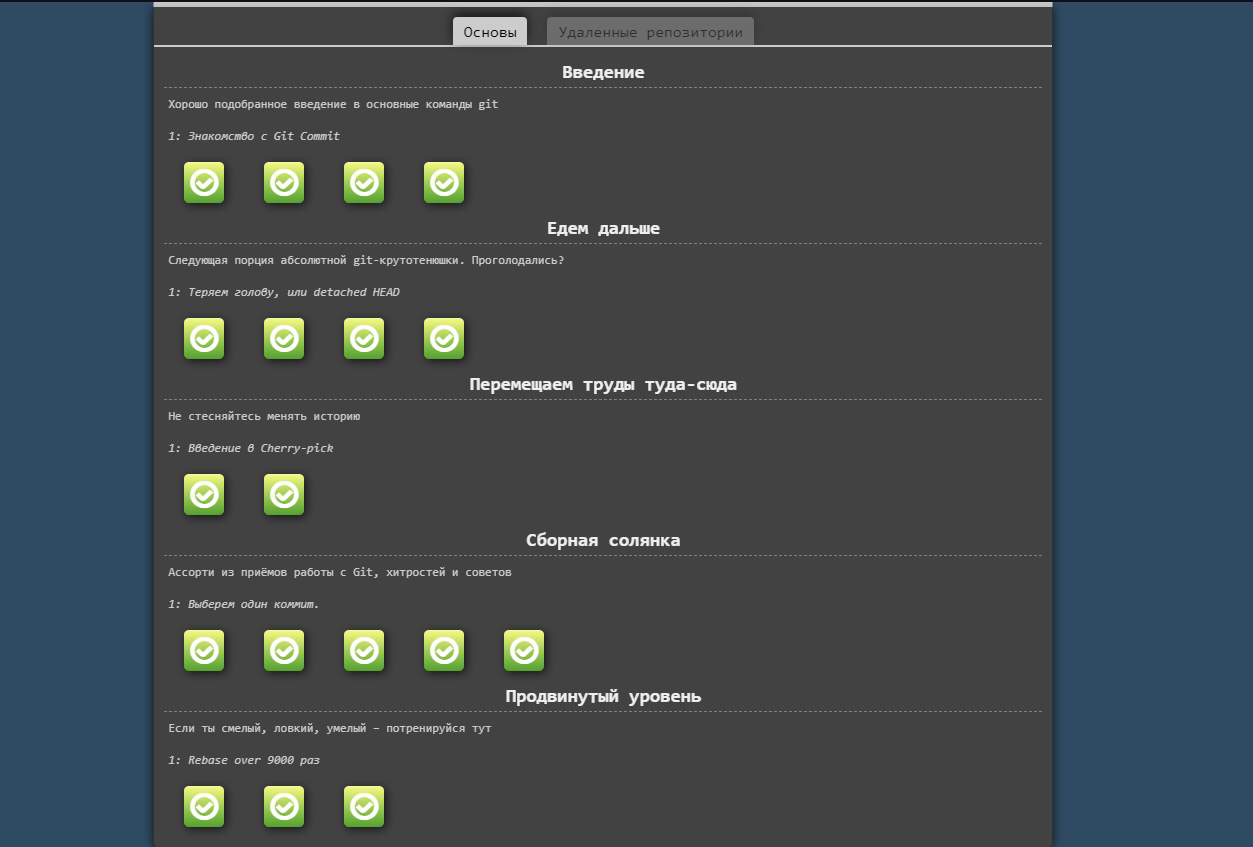 Основы Удаленные репозитории
Введение
Хорошо подобранное введение в основные команды git
1: Знакомство с Git Commit
Едем дальше
Следующая порция абсолютной git-крутотенюшки. Проголодались?
1: Теряем голову, или detached HEAD
Перемещаем труды туда-сюда
Не стесняйтесь менять историю
1: Введение в Cherry-pick
Сборная солянка
Ассорти из приёмов работы с Git, хитростей и советов
1: Выберем один коммит.
Продвинутый уровень
Если ты смелый, ловкий, умелый – потренируйся тут
1: Rebase over 9000 раз